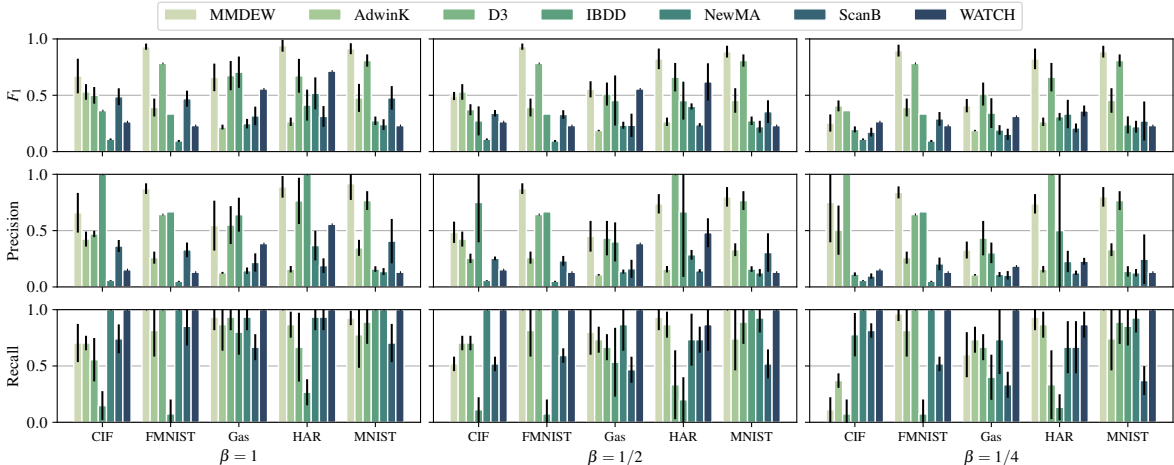 MMDEW AdwinK D3 IBDD NewMA ScanB WATCH
1.0
F1
0.5
0.0
1.0
Precision
0.5
0.0
1.0
Recall
0.5
0.0
CIF FMNIST Gas HAR MNIST CIF FMNIST Gas HAR MNIST CIF FMNIST Gas HAR MNIST
β = 1 β = 1/2 β = 1/4